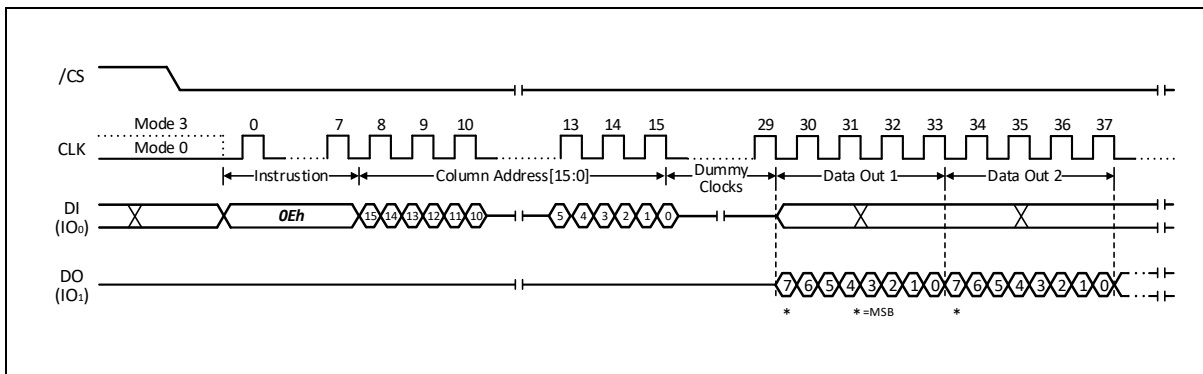 /CS
Mode 3
0 7 8 9 10 13 14 15 29 30 31 32 33 34 35 36 37
CLK
Mode 0
Instrustion
Column Address[15:0]
Dummy
Clocks
Data Out 1
Data Out 2
DI
(IO0)
0Eh
15 14 13 12 11 10 5 4 3 2 1 0
DO
(IO1)
7 6 5 4 3 2 1 0 7 6 5 4 3 2 1 0
* * =MSB *